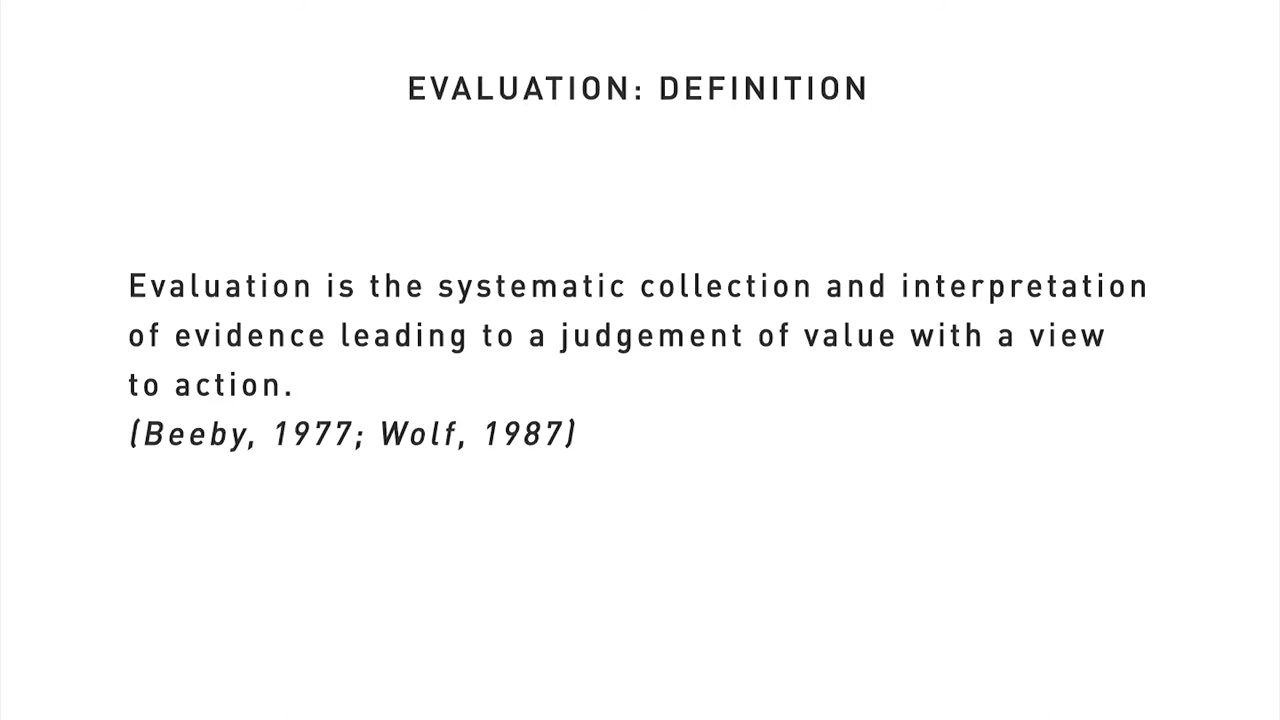 EVALUATION: DEFINITION
Evaluation is the systematic collection and interpretation
of evidence leading to a judgement of value with a view
to action.
(Beeby, 1977; Wolf, 1987)